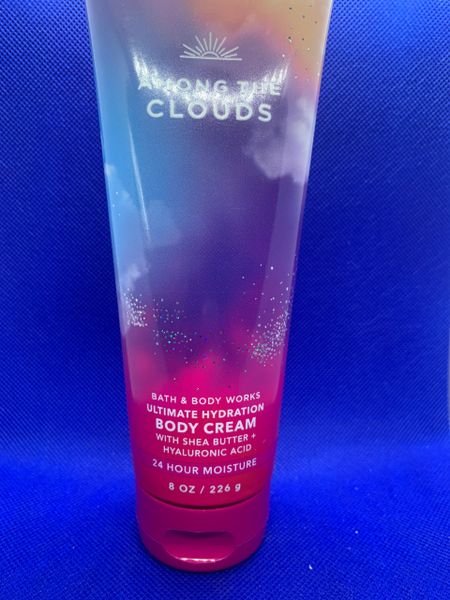 AMONG THE
CLOUDS
BATH & BODY WORKS
ULTIMATE HYDRATION
BODY CREAM
WITH SHEA BUTTER +
HYALURONIC ACID
24 HOUR MOISTURE
8 OZ / 226 g